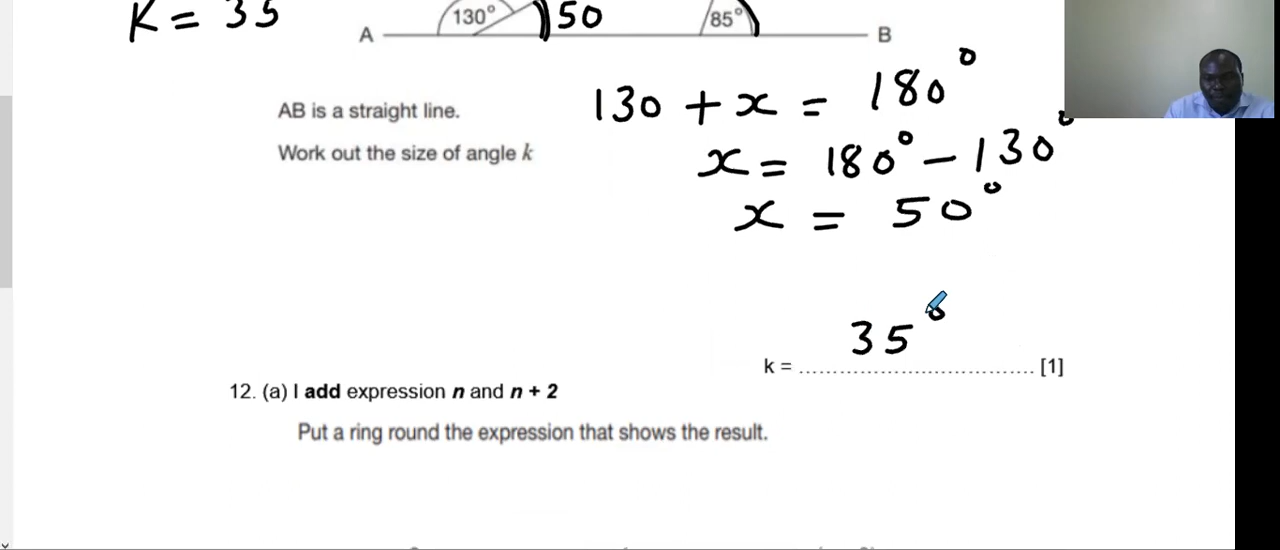 K = 35
130° 50 85°
A B
130 + x = 180°
AB is a straight line.
x = 180° – 130°
Work out the size of angle k
x = 50°
35°
k = .................................. [1]
12. (a) I add expression n and n + 2
Put a ring round the expression that shows the result.